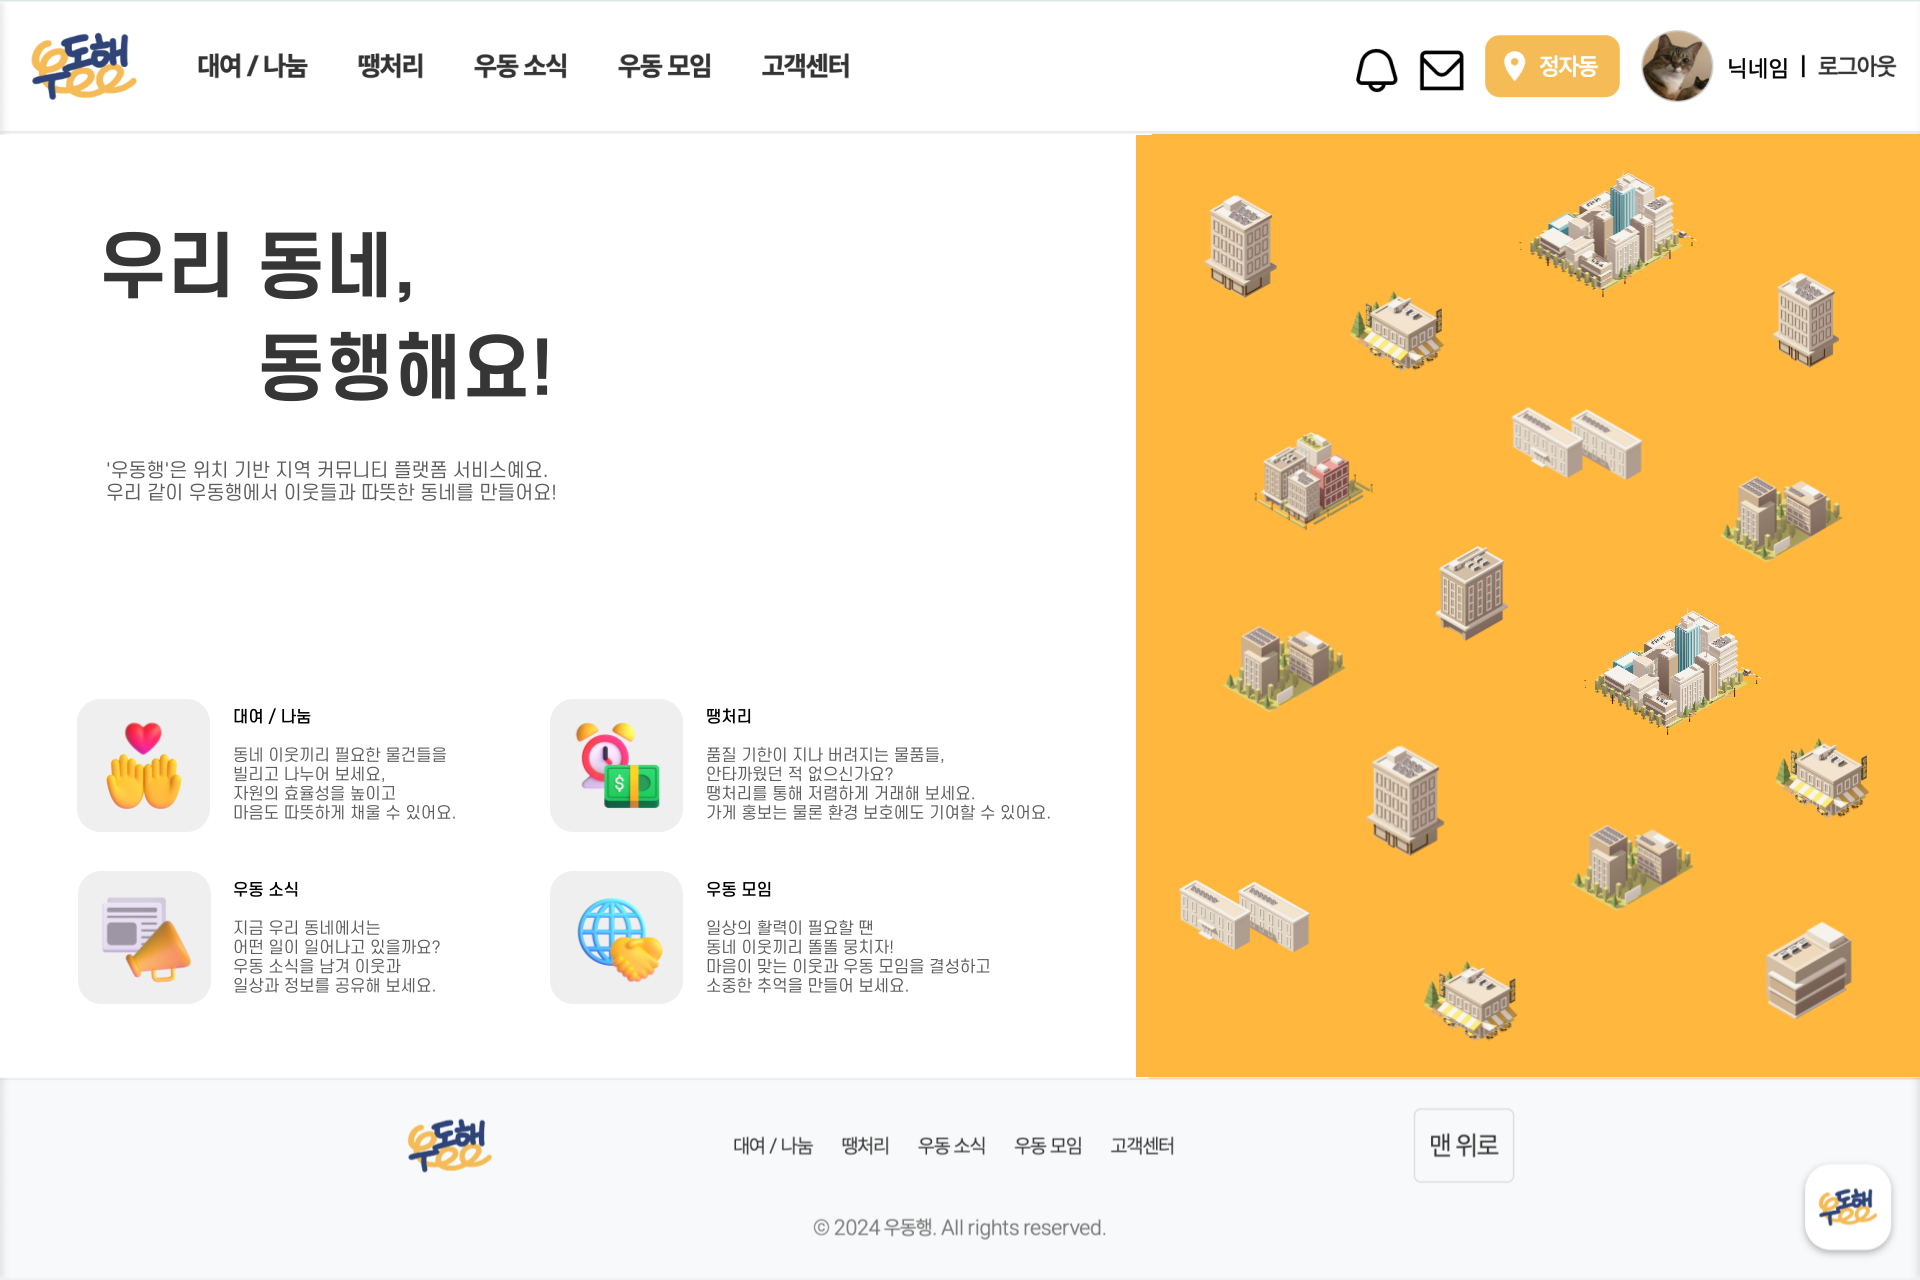 우동행
대여 / 나눔
땡처리
우동 소식
우동 모임
고객센터
정자동
닉네임 | 로그아웃
우리 동네,
동행해요!
'우동행'은 위치 기반 지역 커뮤니티 플랫폼 서비스예요.
우리 같이 우동행에서 이웃들과 따뜻한 동네를 만들어요!
대여 / 나눔
동네 이웃끼리 필요한 물건들을
빌리고 나누어 보세요,
자원의 효율성을 높이고
마음도 따뜻하게 채울 수 있어요.
땡처리
품질 기한이 지나 버려지는 물품들,
안타까웠던 적 없으신가요?
땡처리를 통해 저렴하게 거래해 보세요.
가게 홍보는 물론 환경 보호에도 기여할 수 있어요.
우동 소식
지금 우리 동네에서는
어떤 일이 일어나고 있을까요?
우동 소식을 남겨 이웃과
일상과 정보를 공유해 보세요.
우동 모임
일상의 활력이 필요할 땐
동네 이웃끼리 똘똘 뭉치자!
마음이 맞는 이웃과 우동 모임을 결성하고
소중한 추억을 만들어 보세요.
우동행
대여 / 나눔
땡처리
우동 소식
우동 모임
고객센터
맨 위로
© 2024 우동행. All rights reserved.
우동행